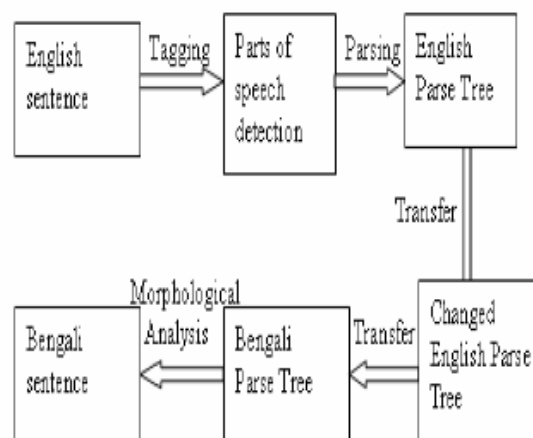 English
sentence
Tagging
Parts of
speech
detection
Parsing
English
Parse Tree
Transfer
Changed
English Parse
Tree
Transfer
Bengali
Parse Tree
Morphological
Analysis
Bengali
sentence